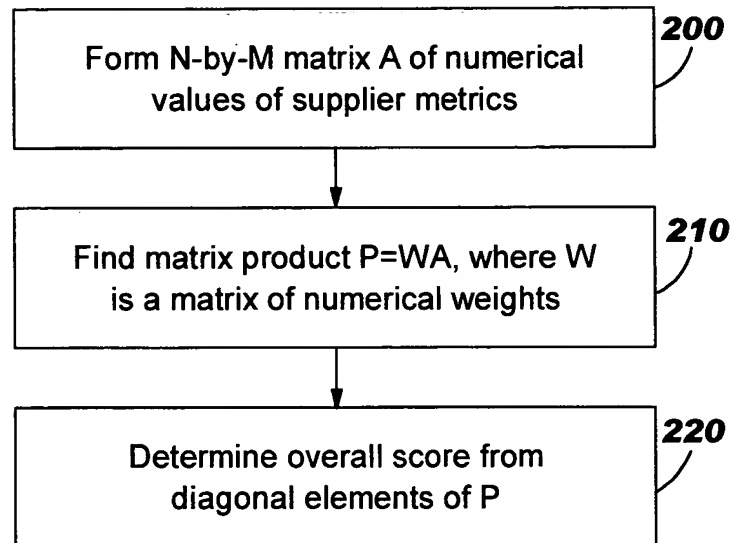 200
Form N-by-M matrix A of numerical
values of supplier metrics
210
Find matrix product P=WA, where W
is a matrix of numerical weights
220
Determine overall score from
diagonal elements of P